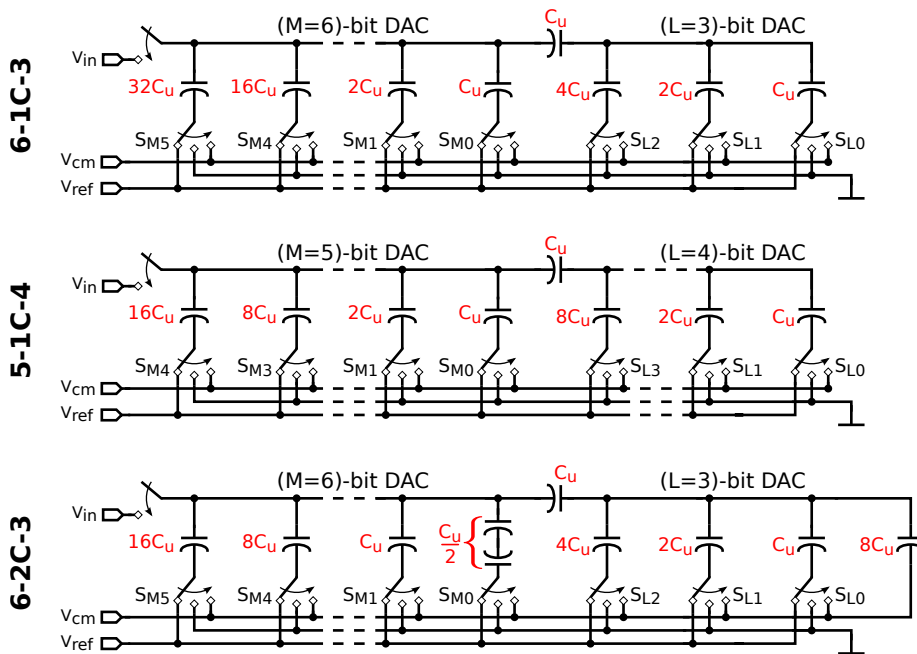 6-1C-3
(M=6)-bit DAC
Cu
(L=3)-bit DAC
Vin
32Cu 16Cu 2Cu Cu 4Cu 2Cu Cu
SM5 SM4 SM1 SM0 SL2 SL1 SL0
Vcm
Vref
5-1C-4
(M=5)-bit DAC
Cu
(L=4)-bit DAC
Vin
16Cu 8Cu 2Cu Cu 8Cu 2Cu Cu
SM4 SM3 SM1 SM0 SL3 SL1 SL0
Vcm
Vref
6-2C-3
(M=6)-bit DAC
Cu
(L=3)-bit DAC
Vin
16Cu 8Cu Cu Cu/2 4Cu 2Cu Cu 8Cu
SM5 SM4 SM1 SM0 SL2 SL1 SL0
Vcm
Vref